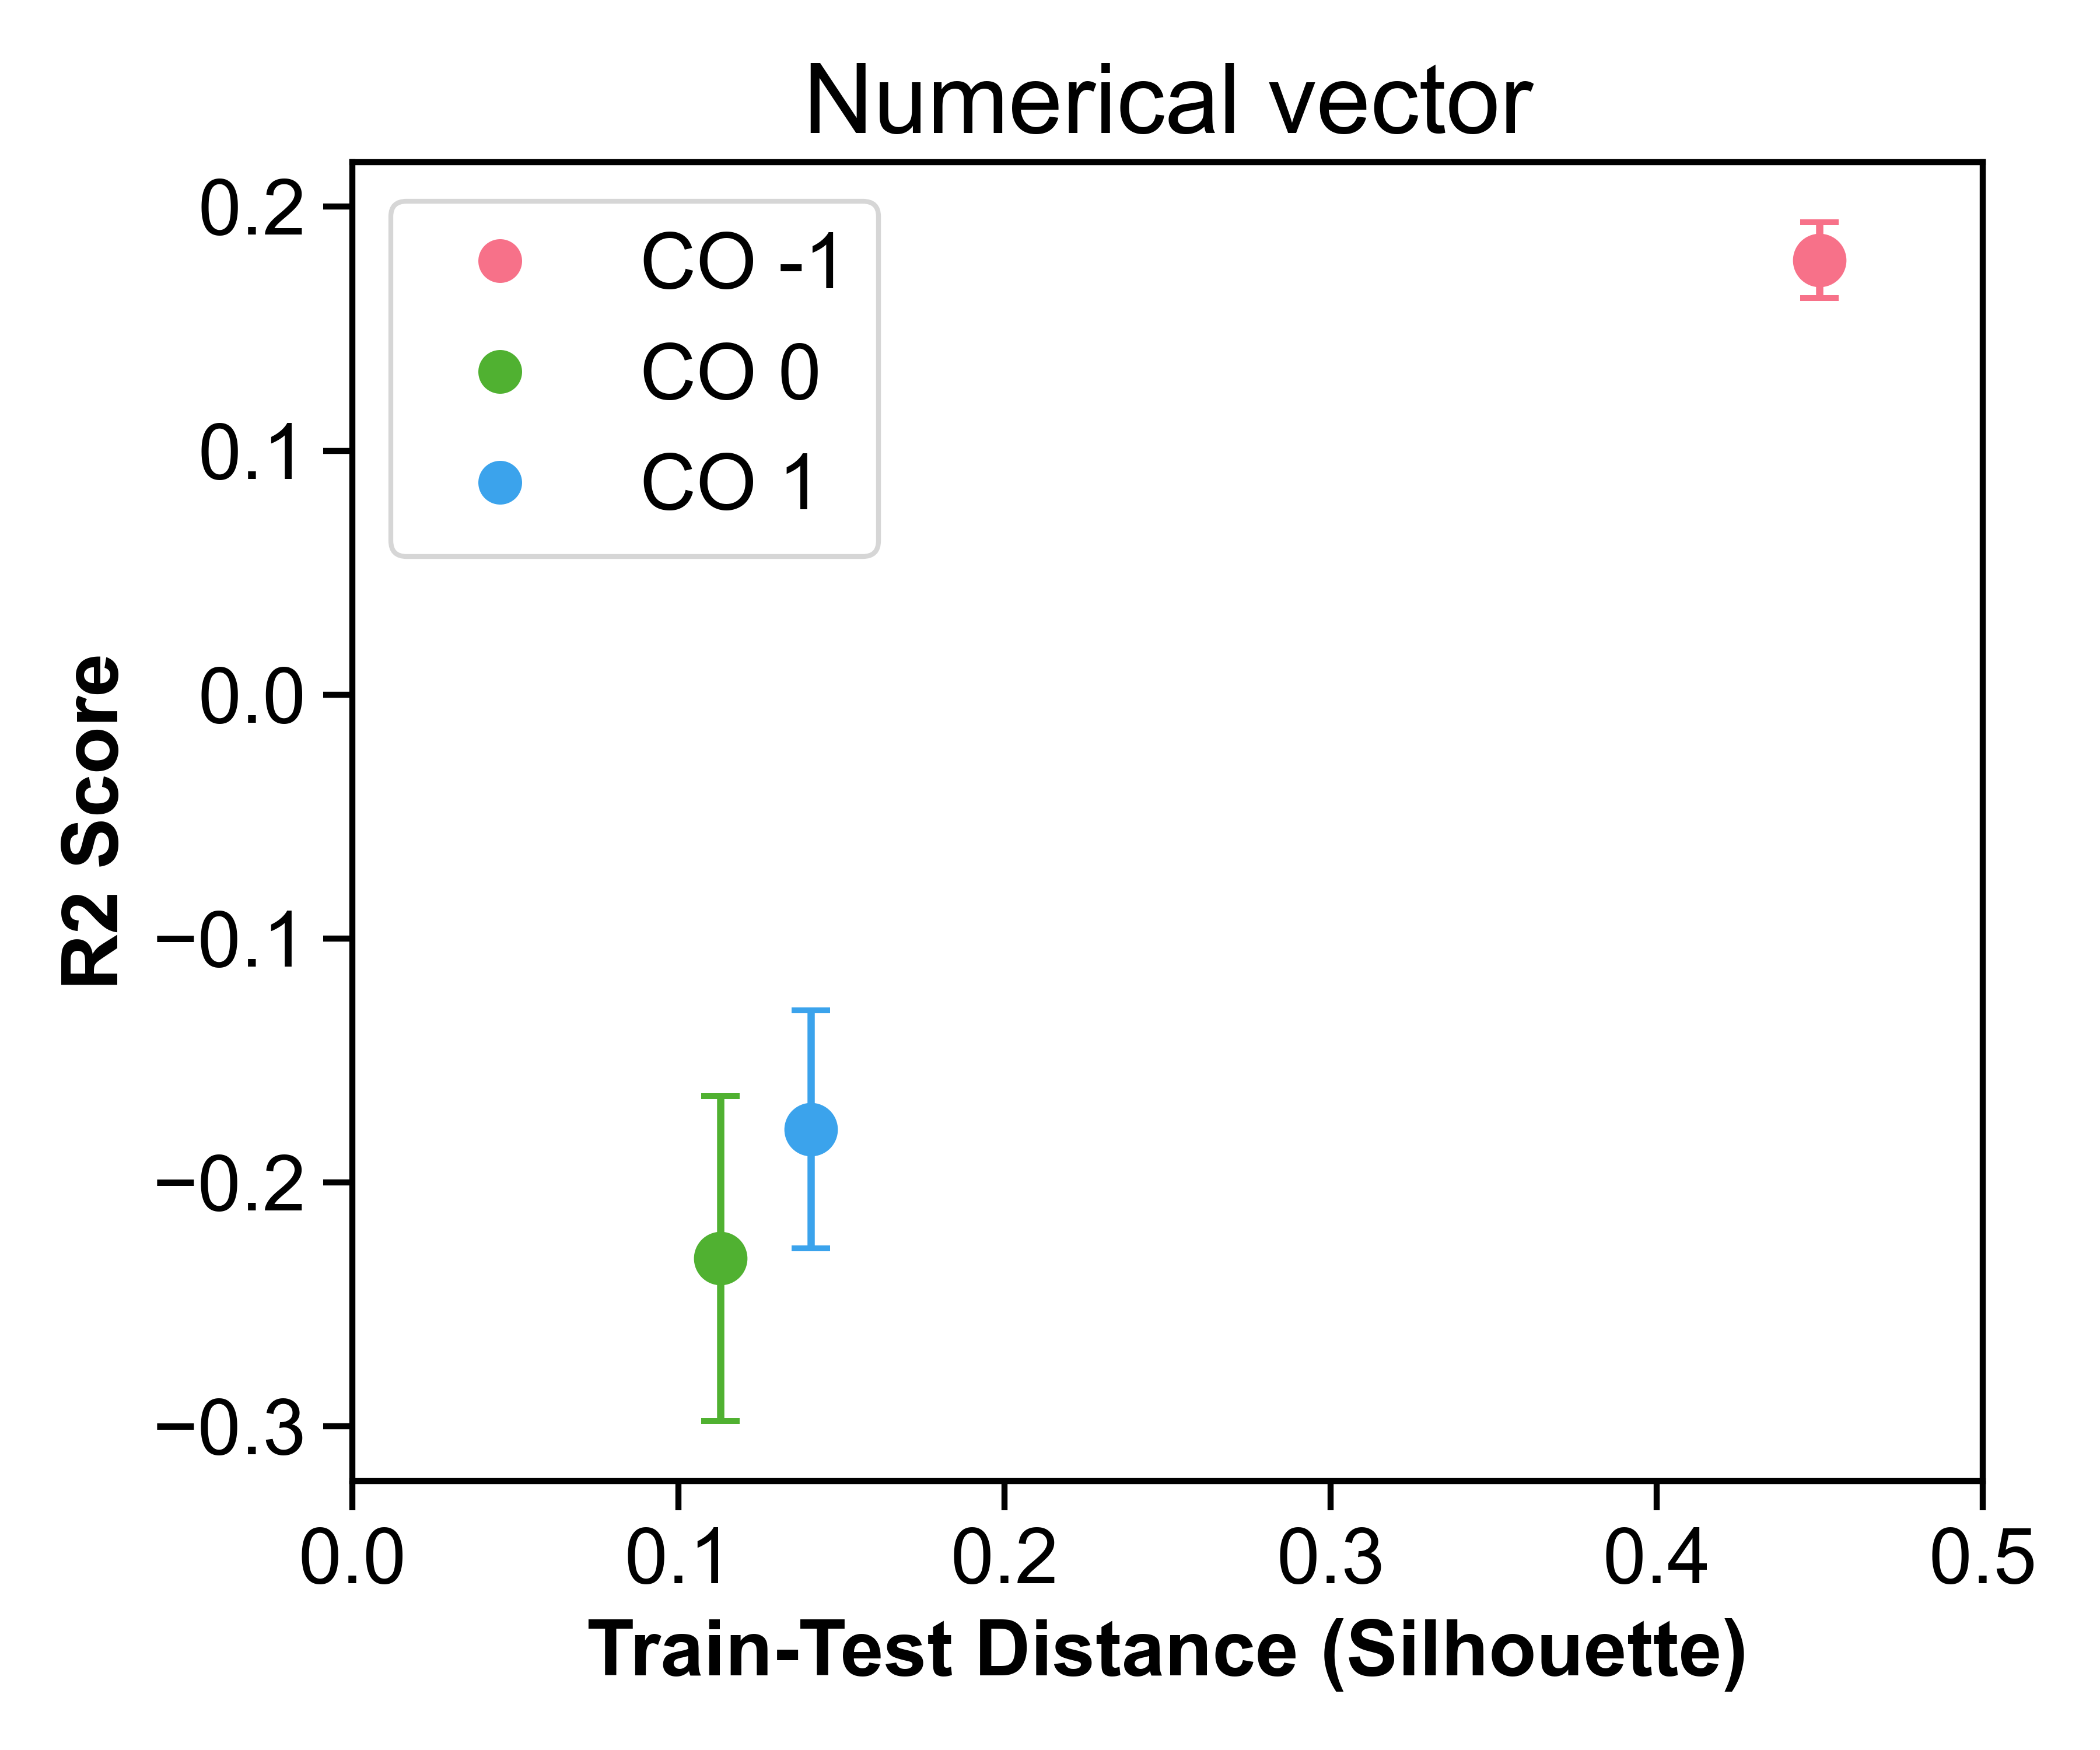 Numerical vector
CO -1
CO 0
CO 1
0.2
0.1
0.0
−0.1
−0.2
−0.3
R2 Score
0.0 0.1 0.2 0.3 0.4 0.5
Train-Test Distance (Silhouette)